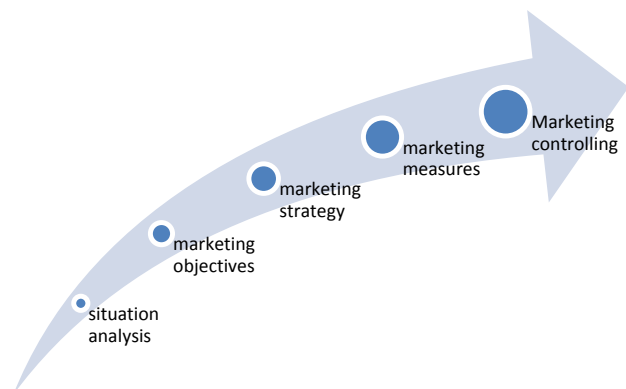 situation
analysis
marketing
objectives
marketing
strategy
marketing
measures
Marketing
controlling